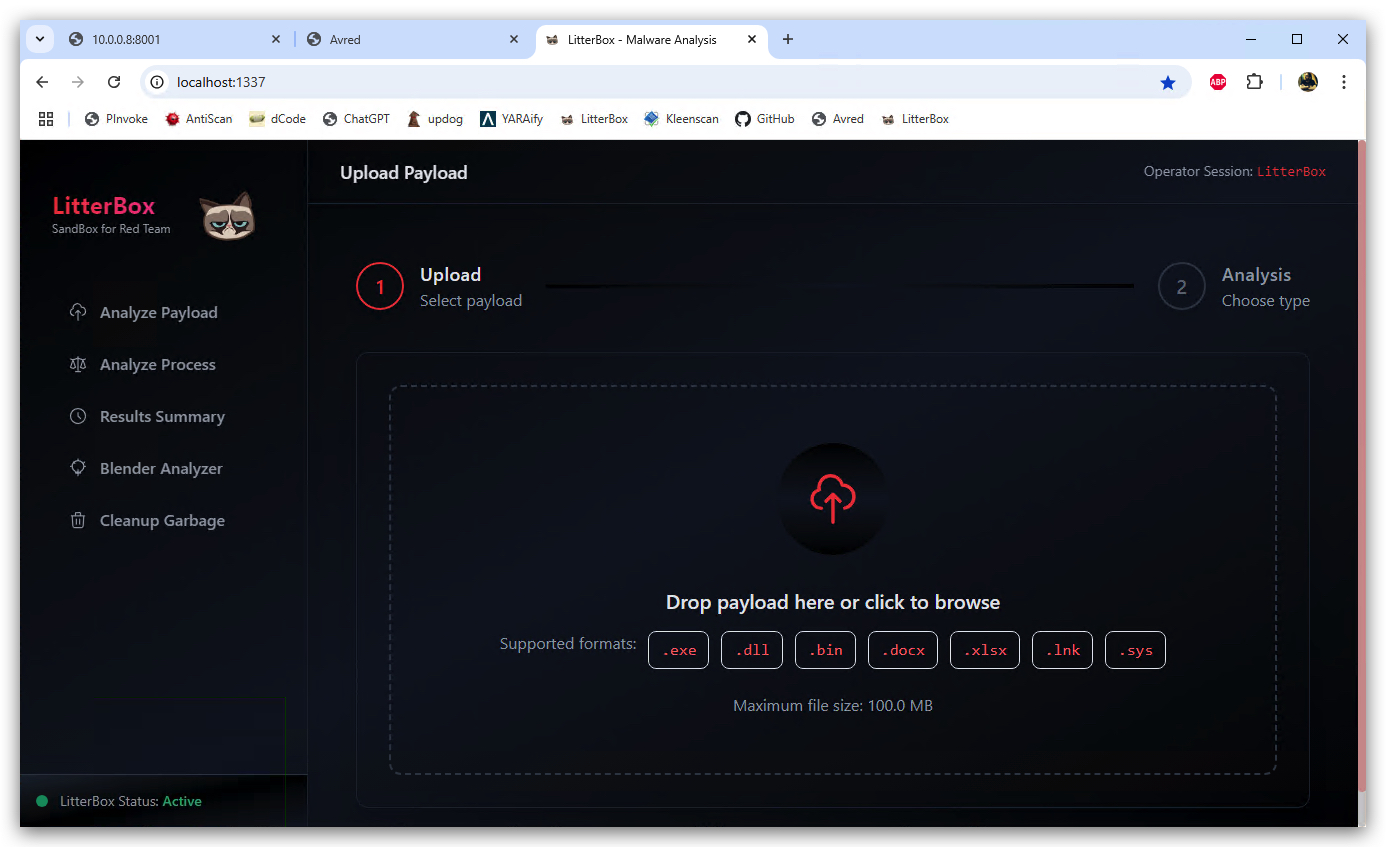 10.0.0.8:8001
Avred
LitterBox - Malware Analysis
localhost:1337
ABP
PInvoke AntiScan dCode ChatGPT updog YARAify LitterBox Kleenscan GitHub Avred LitterBox
LitterBox
SandBox for Red Team
Upload Payload
Operator Session: LitterBox
1
Upload
Select payload
2
Analysis
Choose type
Analyze Payload
Analyze Process
Results Summary
Blender Analyzer
Cleanup Garbage
Drop payload here or click to browse
Supported formats: .exe .dll .bin .docx .xlsx .lnk .sys
Maximum file size: 100.0 MB
LitterBox Status: Active